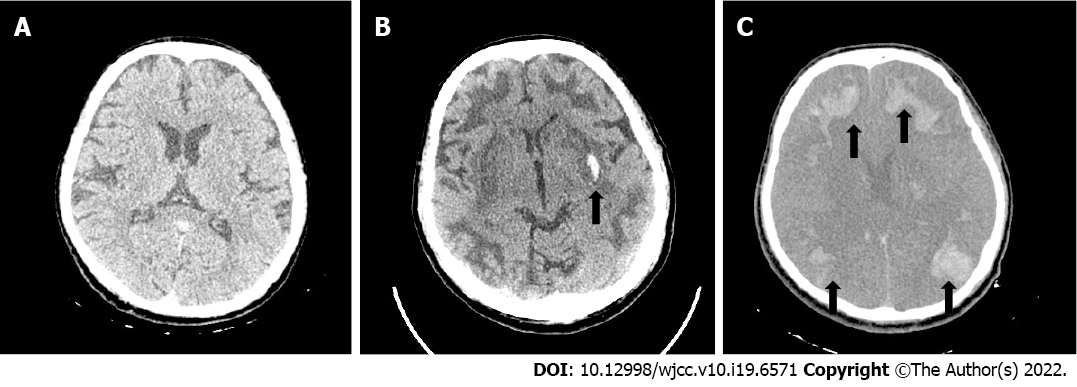 A
B
C
DOI: 10.12998/wjcc.v10.i19.6571 Copyright ©The Author(s) 2022.